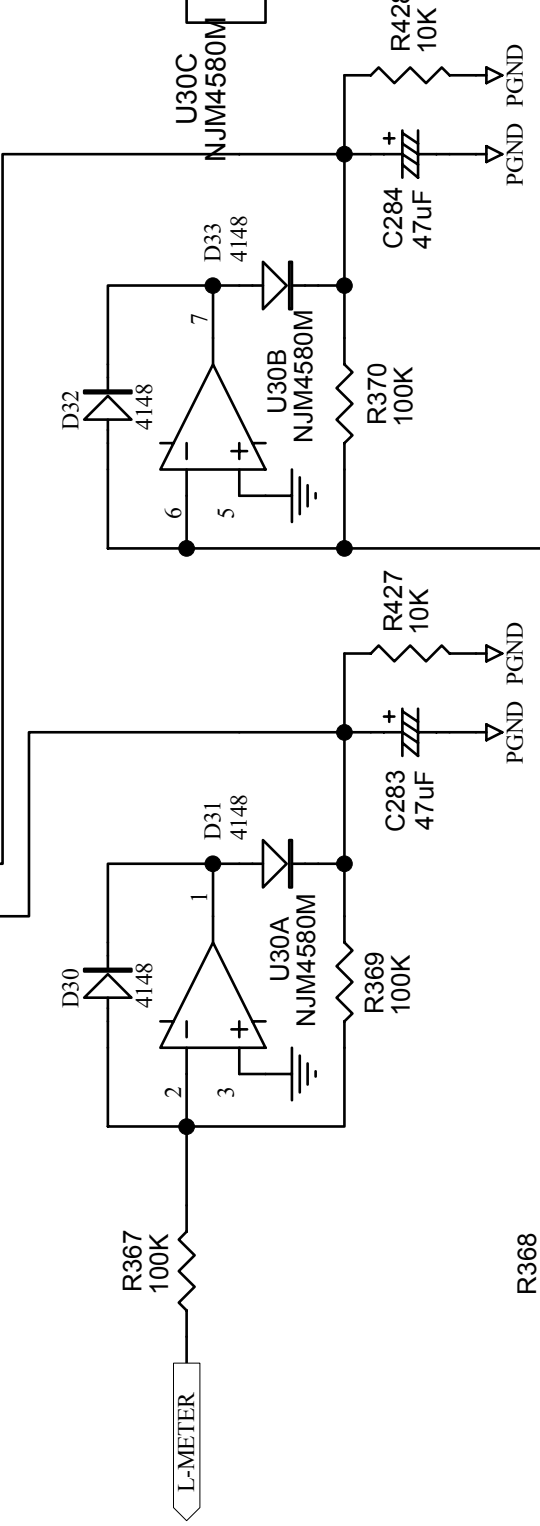 U30C
NJM4580M
R428
10K
PGND
PGND
C284
47uF
D33
4148
7
U30B
NJM4580M
D32
4148
R370
100K
6
5
R427
10K
PGND
PGND
C283
47uF
D31
4148
1
U30A
NJM4580M
D30
4148
R369
100K
2
3
R367
100K
R368
L-METER